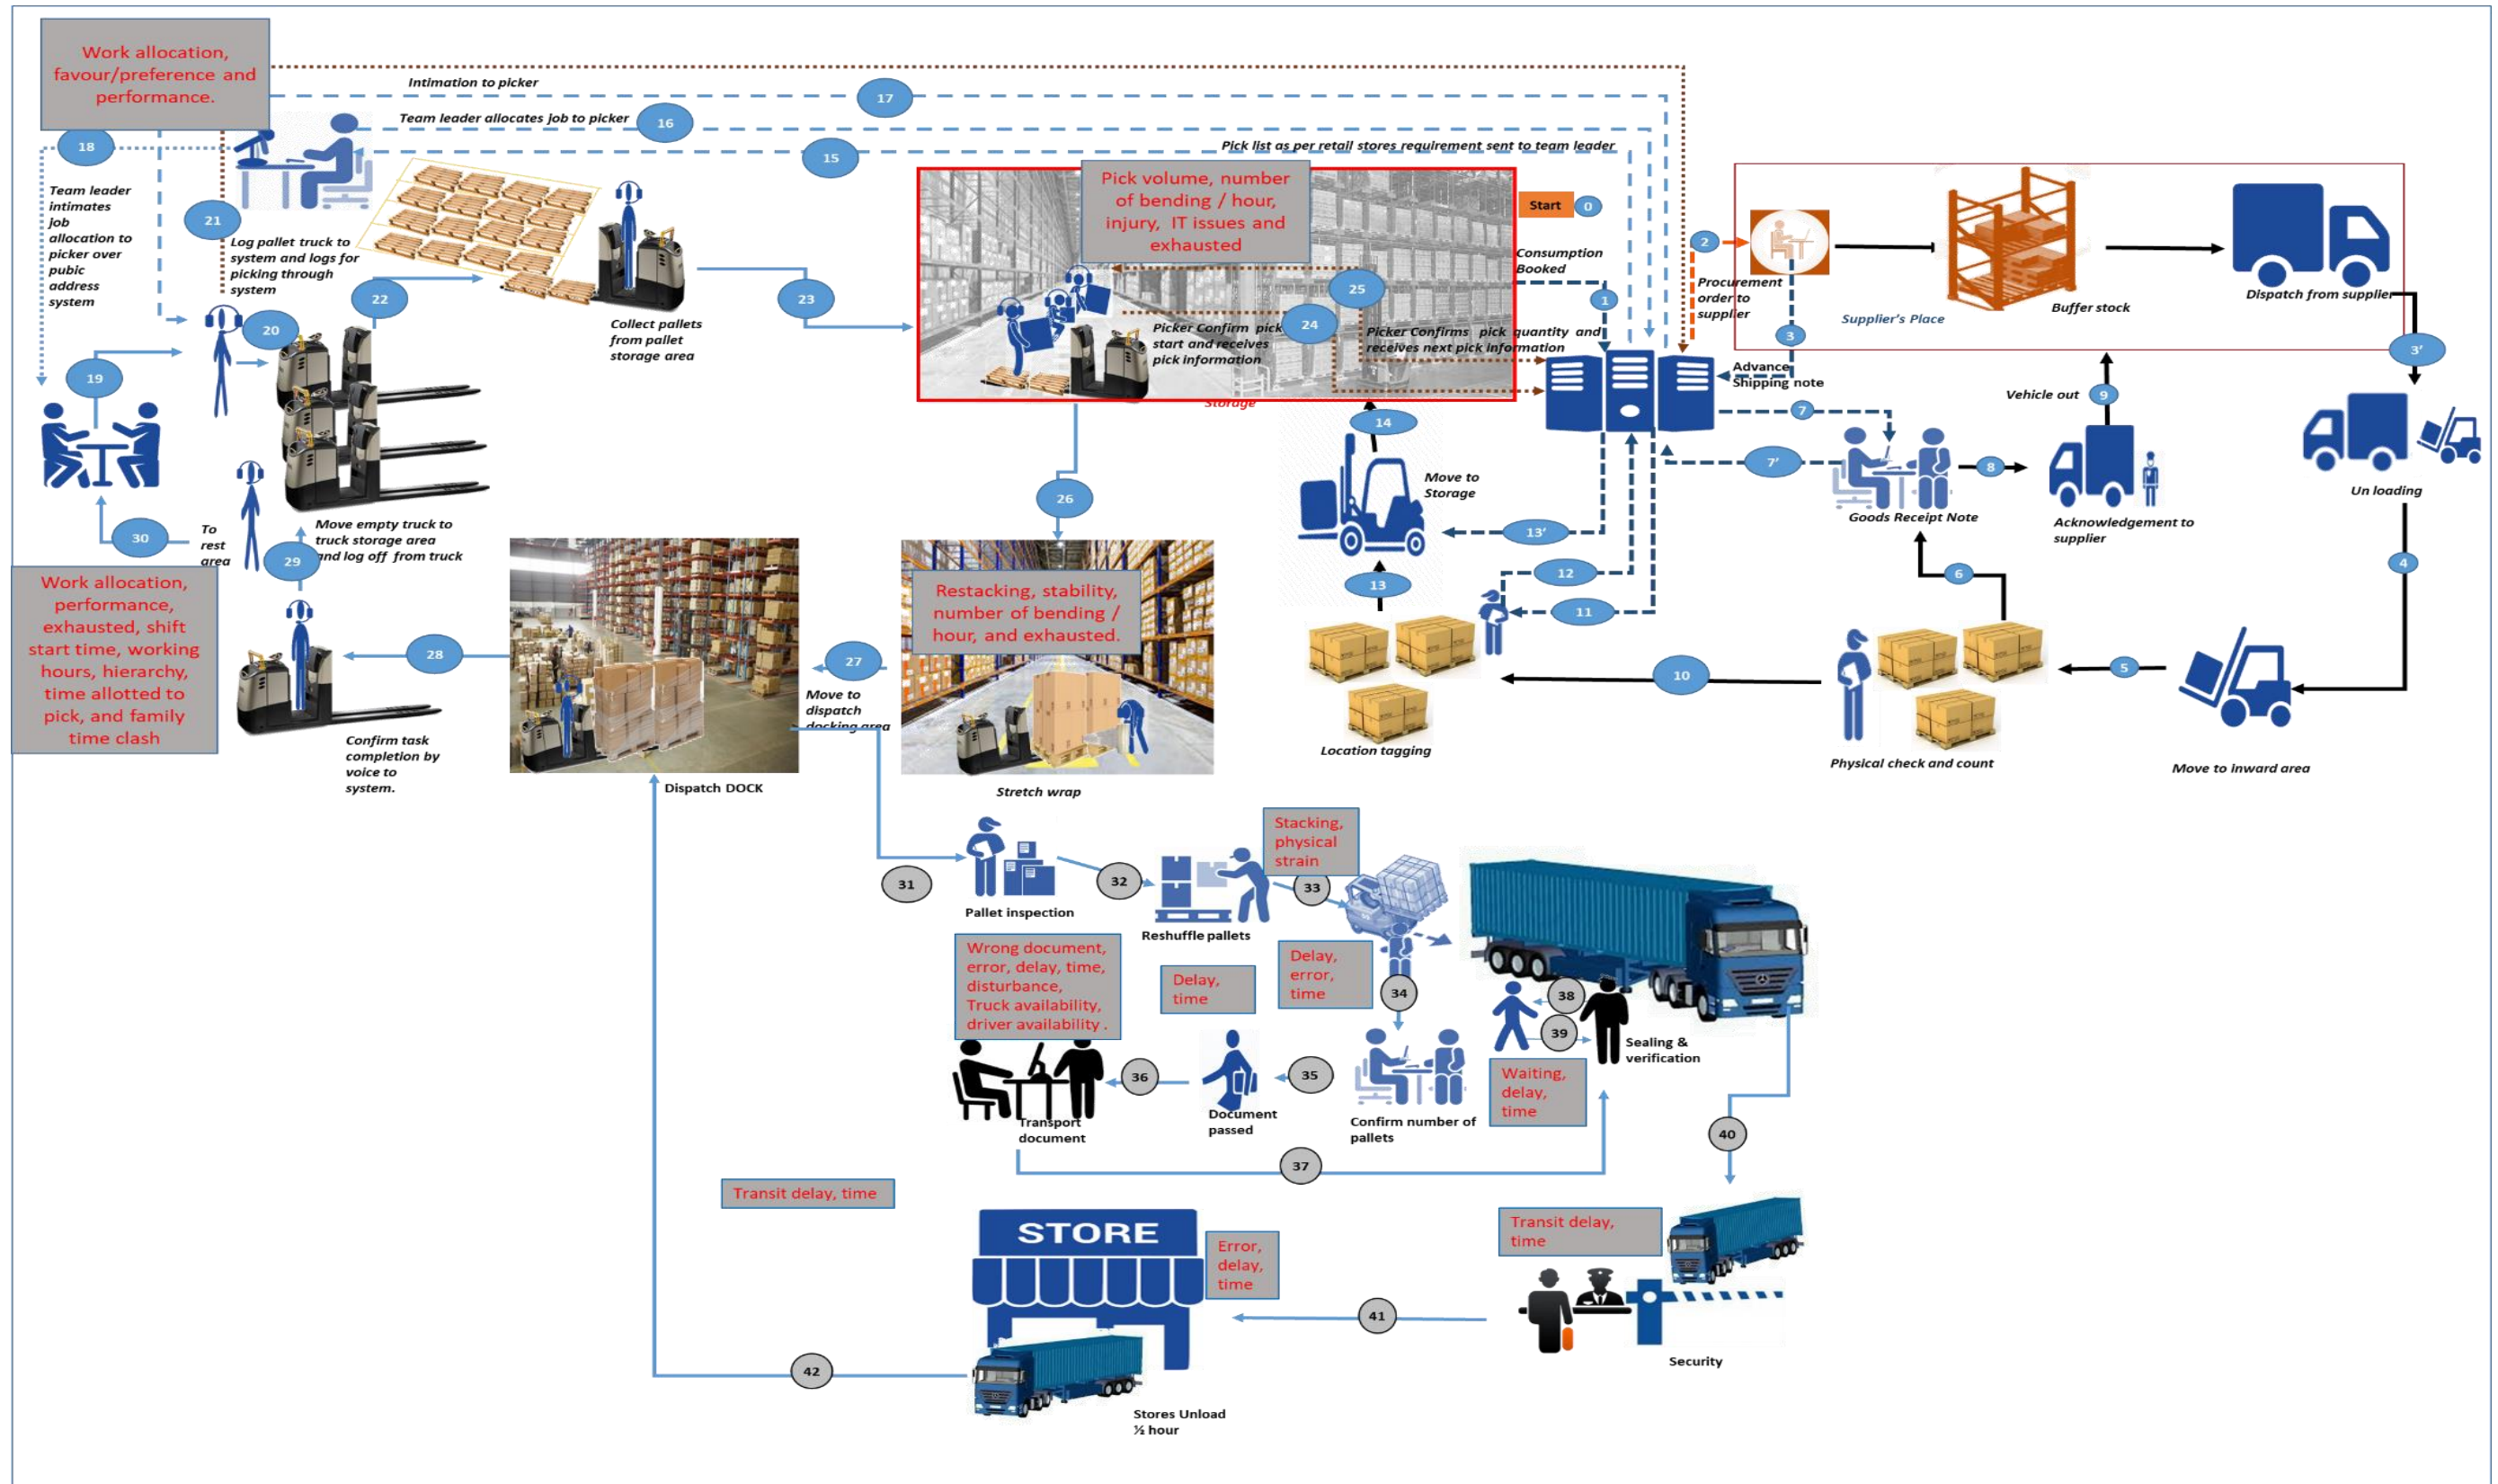 Work allocation,
favour/preference and
performance.
Intimation to picker
17
Team leader allocates job to picker
16
18
15
Pick list as per retail stores requirement sent to team leader
Team leader
intimates
job
allocation to
picker over
pubic
address
system
21
Log pallet truck to
system and logs for
picking through
system
22
20
19
Collect pallets
from pallet
storage area
23
Pick volume, number
of bending / hour,
injury, IT issues and
exhausted
25
24
Picker Confirm pick
start and receives
pick information
Picker Confirms pick quantity and
receives next pick information
Storage
Start
0
Consumption
Booked
1
2
Procurement
order to
supplier
3
Supplier's Place
Buffer stock
Dispatch from supplier
3'
Advance
Shipping note
7
7'
Vehicle out
9
8
Goods Receipt Note
Acknowledgement to
supplier
Un loading
4
14
Move to
Storage
13'
13
12
11
6
26
30
To
rest
area
29
Move empty truck to
truck storage area
and log off from truck
Work allocation,
performance,
exhausted, shift
start time, working
hours, hierarchy,
time allotted to
pick, and family
time clash
28
Confirm task
completion by
voice to
system.
Dispatch DOCK
27
Move to
dispatch
docking area
Restacking, stability,
number of bending /
hour, and exhausted.
Stretch wrap
Location tagging
10
Physical check and count
5
Move to inward area
31
Pallet inspection
32
Reshuffle pallets
Stacking,
physical
strain
33
Wrong document,
error, delay, time,
disturbance,
Truck availability,
driver availability .
Delay,
time
Delay,
error,
time
34
38
39
Sealing &
verification
Waiting,
delay,
time
Transport
document
36
Document
passed
35
Confirm number of
pallets
37
40
Transit delay, time
STORE
Error,
delay,
time
Transit delay,
time
41
Security
42
Stores Unload
½ hour